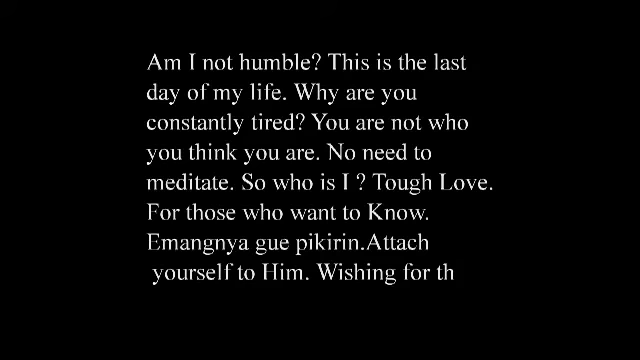 Am I not humble? This is the last
day of my life. Why are you
constantly tired? You are not who
you think you are. No need to
meditate. So who is I ? Tough Love.
For those who want to Know.
Emangnya gue pikirin.Attach
yourself to Him. Wishing for th